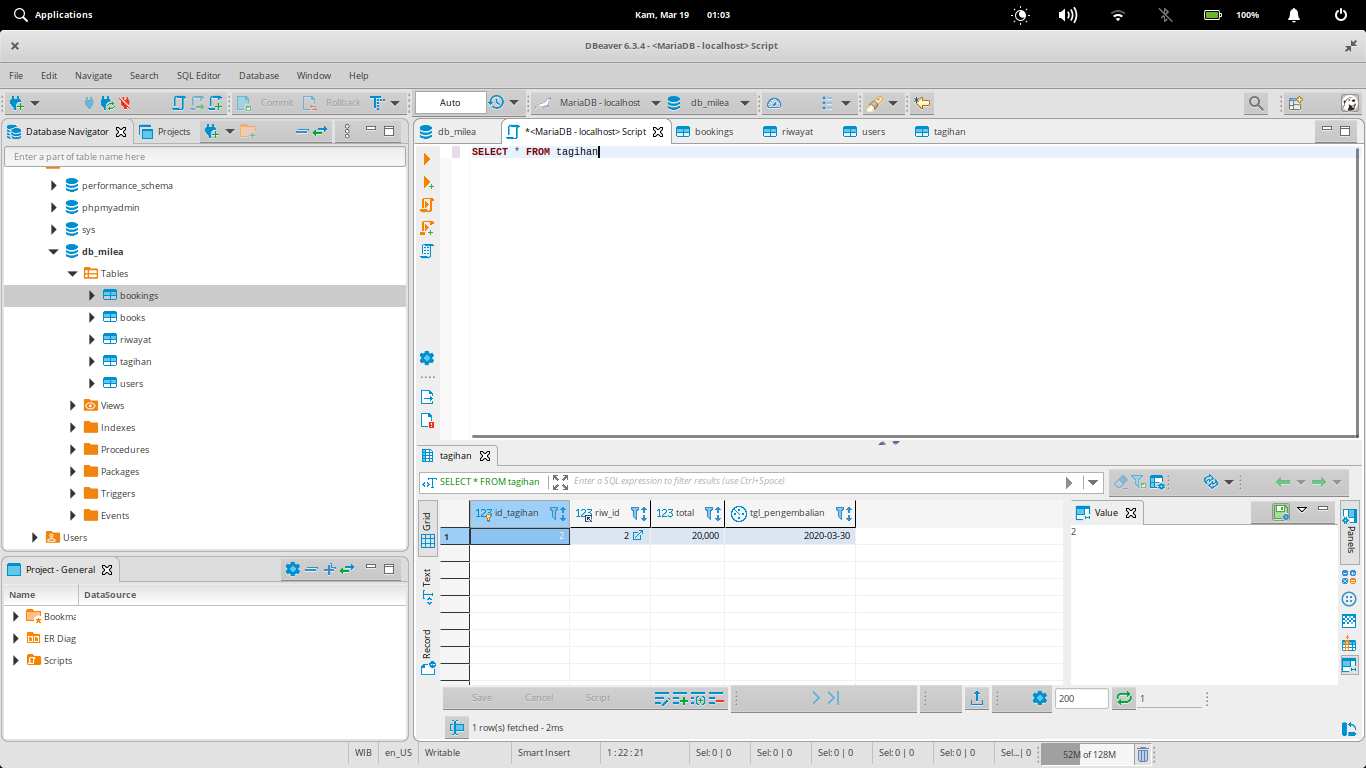 Applications
Kam, Mar 19 01:03
100%
DBeaver 6.3.4 - <MariaDB - localhost> Script
File Edit Navigate Search SQL Editor Database Window Help
Commit Rollback Auto MariaDB - localhost db_milea
Database Navigator Projects
Enter a part of table name here
performance_schema
phpmyadmin
sys
db_milea
Tables
bookings
books
riwayat
tagihan
users
Views
Indexes
Procedures
Packages
Triggers
Events
Users
Project - General
Name DataSource
Bookma
ER Diag
Scripts
db_milea *<MariaDB - localhost> Script bookings riwayat users tagihan
SELECT * FROM tagihan
tagihan
SELECT * FROM tagihan Enter a SQL expression to filter results (use Ctrl+Space)
Grid
Text
Record
123 id_tagihan 123 riw_id 123 total tgl_pengembalian
1 2 2 20,000 2020-03-30
Value
2
Panels
Save Cancel Script 200 1
1 row(s) fetched - 2ms
WIB en_US Writable Smart Insert 1 : 22 : 21 Sel: 0 | 0 Sel: 0 | 0 Sel: 0 | 0 Sel: 0 | 0 Sel: 0 | 0 Sel...| 0 52M of 128M